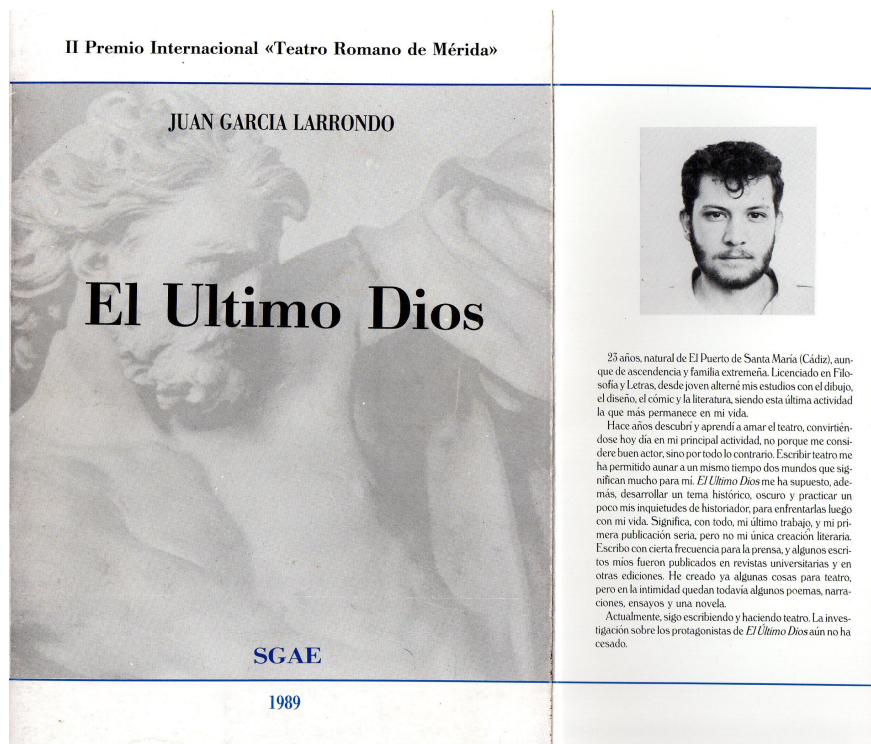 II Premio Internacional «Teatro Romano de Mérida»
JUAN GARCIA LARRONDO
El Ultimo Dios
SGAE
1989
23 años, natural de El Puerto de Santa María (Cádiz), aun-
que de ascendencia y familia extremeña. Licenciado en Filo-
sofía y Letras, desde joven alterné mis estudios con el dibujo,
el diseño, el cómic y la literatura, siendo esta última actividad
la que más permanece en mi vida.
Hace años descubrí y aprendí a amar el teatro, convirtién-
dose hoy día en mi principal actividad, no porque me consi-
dere buen actor, sino por todo lo contrario. Escribir teatro me
ha permitido aunar a un mismo tiempo dos mundos que sig-
nifican mucho para mí. El Ultimo Dios me ha supuesto, ade-
más, desarrollar un tema histórico, oscuro y practicar un
poco mis inquietudes de historiador, para enfrentarlas luego
con mi vida. Significa, con todo, mi último trabajo, y mi pri-
mera publicación seria, pero no mi única creación literaria.
Escribo con cierta frecuencia para la prensa, y algunos escri-
tos míos fueron publicados en revistas universitarias y en
otras ediciones. He creado ya algunas cosas para teatro,
pero en la intimidad quedan todavía algunos poemas, narra-
ciones, ensayos y una novela.
Actualmente, sigo escribiendo y haciendo teatro. La inves-
tigación sobre los protagonistas de El Último Dios aún no ha
cesado.